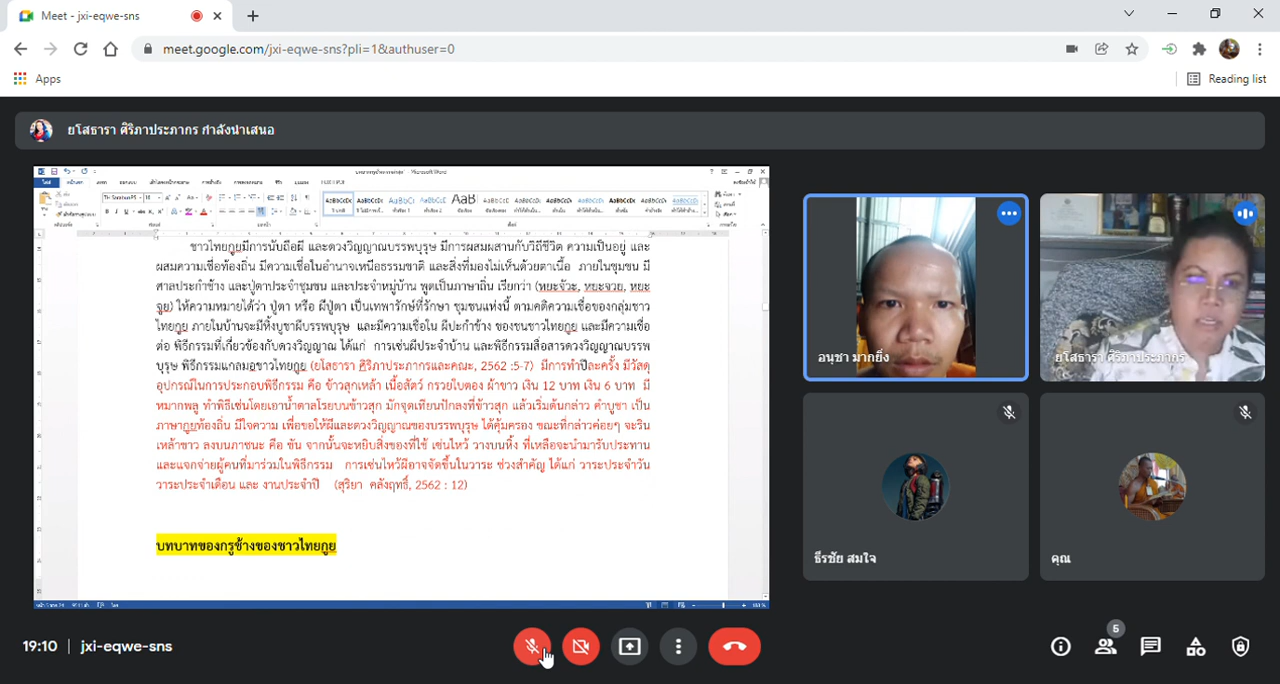 Meet - jxi-eqwe-sns
meet.google.com/jxi-eqwe-sns?pli=1&authuser=0
Apps
Reading list
ยโสธารา ศิริภาประภากร กำลังนำเสนอ
ชาวไทยกูยมีการนับถือผี และดวงวิญญาณบรรพบุรุษ มีการผสมผสานกับวิถีชีวิต ความเป็นอยู่ และ
ผสมความเชื่อท้องถิ่น มีความเชื่อในอำนาจเหนือธรรมชาติ และสิ่งที่มองไม่เห็นด้วยตาเนื้อ ภายในชุมชน มี
ศาลประกำช้าง และปู่ตาประจำชุมชน และประจำหมู่บ้าน พูดเป็นภาษาถิ่น เรียกว่า (หยะจั๊วะ, หยะจวย, หยะ
จูย) ให้ความหมายได้ว่า ปู่ตา หรือ ผีปู่ตา เป็นเทพารักษ์ที่รักษา ชุมชนแห่งนี้ ตามคติความเชื่อของกลุ่มชาว
ไทยกูย ภายในบ้านจะมีหิ้งบูชาผีบรรพบุรุษ และมีความเชื่อใน ผีปะกำช้าง ของชนชาวไทยกูย และมีความเชื่อ
ต่อ พิธีกรรมที่เกี่ยวข้องกับดวงวิญญาณ ได้แก่ การเซ่นผีประจำบ้าน และพิธีกรรมสื่อสารดวงวิญญาณบรรพ
บุรุษ พิธีกรรมแกลมอชาวไทยกูย (ยโสธารา ศิริภาประภากรและคณะ, 2562 :5-7) มีการทำปีละครั้ง มีวัสดุ
อุปกรณ์ในการประกอบพิธีกรรม คือ ข้าวสุกเหล้า เนื้อสัตว์ กรวยใบตอง ผ้าขาว เงิน 12 บาท เงิน 6 บาท มี
หมากพลู ทำพิธีเซ่นโดยเอาน้ำตาลโรยบนข้าวสุก มักจุดเทียนปักลงที่ข้าวสุก แล้วเริ่มต้นกล่าว คำบูชา เป็น
ภาษากูยท้องถิ่น มีใจความ เพื่อขอให้ผีและดวงวิญญาณของบรรพบุรุษ ได้คุ้มครอง ขณะที่กล่าวค่อยๆ จะริน
เหล้าขาว ลงบนภาชนะ คือ ขัน จากนั้นจะหยิบสิ่งของที่ใช้ เซ่นไหว้ วางบนหิ้ง ที่เหลือจะนำมารับประทาน
และแจกจ่ายผู้คนที่มาร่วมในพิธีกรรม การเซ่นไหว้ผีอาจจัดขึ้นในวาระ ช่วงสำคัญ ได้แก่ วาระประจำวัน
วาระประจำเดือน และ งานประจำปี (สุริยา คลังฤทธิ์, 2562 : 12)
บทบาทของกรูช้างของชาวไทยกูย
อนุชา มากยิ่ง
ยโสธารา ศิริภาประภากร
ธีรชัย สมใจ
คุณ
19:10 | jxi-eqwe-sns
5